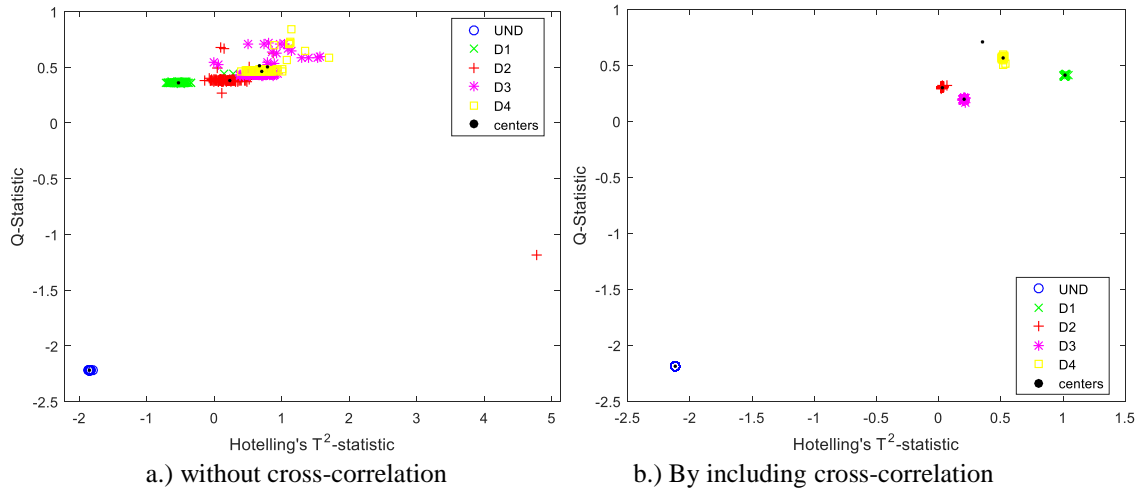 1
0.5
0
-0.5
-1
-1.5
-2
-2.5
Q-Statistic
-2
-1
0
1
2
3
4
5
Hotelling's T²-statistic
UND
D1
D2
D3
D4
centers
a.) without cross-correlation
1
0.5
0
-0.5
-1
-1.5
-2
-2.5
Q-Statistic
-2.5
-2
-1.5
-1
-0.5
0
0.5
1
1.5
Hotelling's T²-statistic
UND
D1
D2
D3
D4
centers
b.) By including cross-correlation